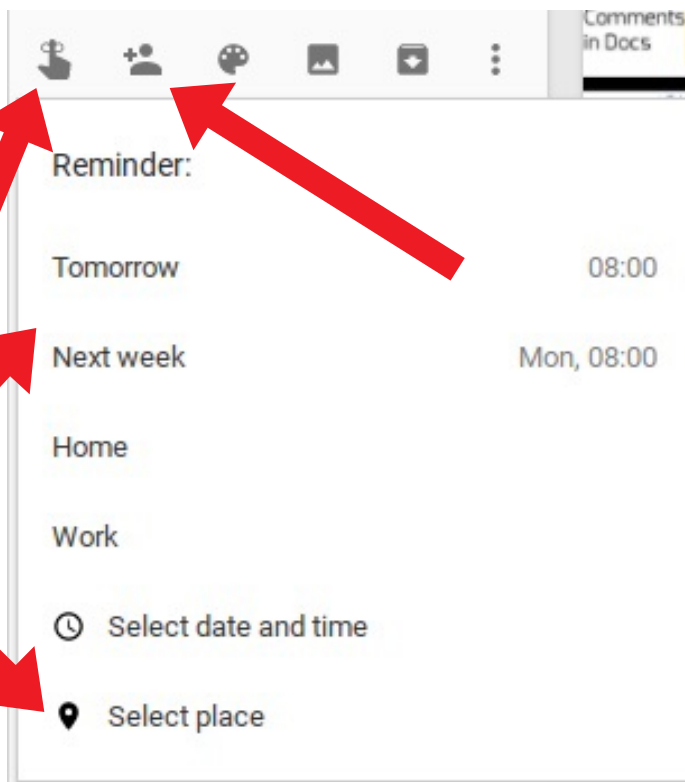 Comments
in Docs
Reminder:
Tomorrow 08:00
Next week Mon, 08:00
Home
Work
Select date and time
Select place